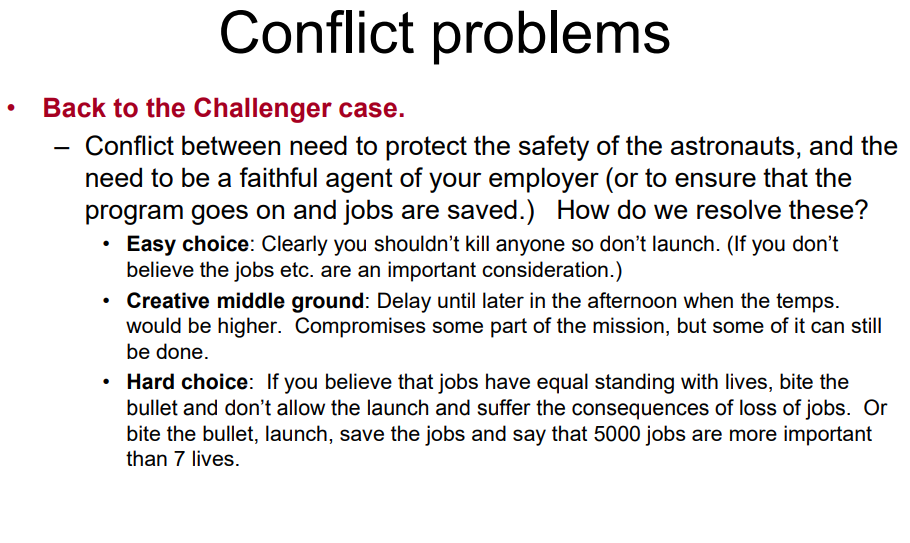 Conflict problems
• Back to the Challenger case.
– Conflict between need to protect the safety of the astronauts, and the
need to be a faithful agent of your employer (or to ensure that the
program goes on and jobs are saved.)   How do we resolve these?
• Easy choice: Clearly you shouldn’t kill anyone so don’t launch. (If you don’t
believe the jobs etc. are an important consideration.)
• Creative middle ground: Delay until later in the afternoon when the temps.
would be higher.  Compromises some part of the mission, but some of it can still
be done.
• Hard choice:  If you believe that jobs have equal standing with lives, bite the
bullet and don’t allow the launch and suffer the consequences of loss of jobs.  Or
bite the bullet, launch, save the jobs and say that 5000 jobs are more important
than 7 lives.